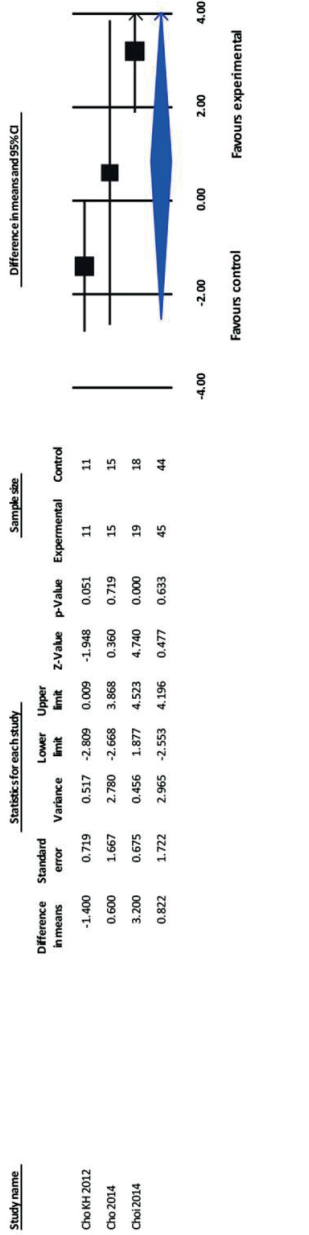 Study name Statistics for each study Sample size Difference in means and 95% CI
Difference in means Standard error Variance Lower limit Upper limit Z-Value p-Value Expermental Control
Cho KH 2012 -1.400 0.719 0.517 -2.809 0.009 -1.948 0.051 11 11
Cho 2014 0.600 1.667 2.780 -2.668 3.868 0.360 0.719 15 15
Choi 2014 3.200 0.675 0.456 1.877 4.523 4.740 0.000 19 18
0.822 1.722 2.965 -2.553 4.196 0.477 0.633 45 44
-4.00 -2.00 0.00 2.00 4.00
Favours control Favours experimental